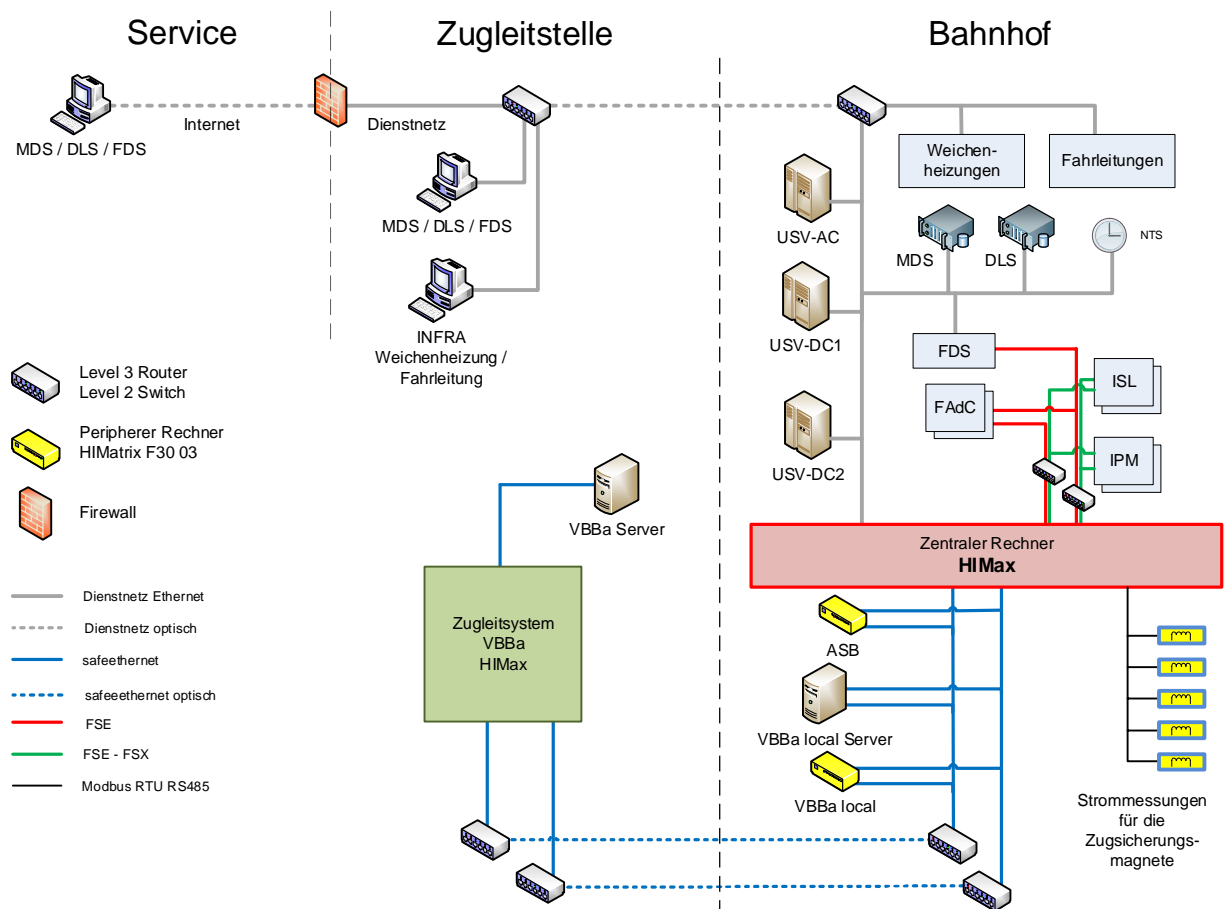 Service
Zugleitstelle
Bahnhof
Internet
Dienstnetz
MDS / DLS / FDS
MDS / DLS / FDS
INFRA
Weichenheizung /
Fahrleitung
Weichen-
heizungen
Fahrleitungen
USV-AC
MDS
DLS
NTS
USV-DC1
FDS
ISL
FAdC
IPM
USV-DC2
Level 3 Router
Level 2 Switch
Peripherer Rechner
HIMatrix F30 03
Firewall
VBBa Server
Zentraler Rechner
HIMax
Dienstnetz Ethernet
Dienstnetz optisch
safeethernet
safeeethernet optisch
FSE
FSE - FSX
Modbus RTU RS485
Zugleitsystem
VBBa
HIMax
ASB
VBBa local Server
VBBa local
Strommessungen
für die
Zugsicherungs-
magnete